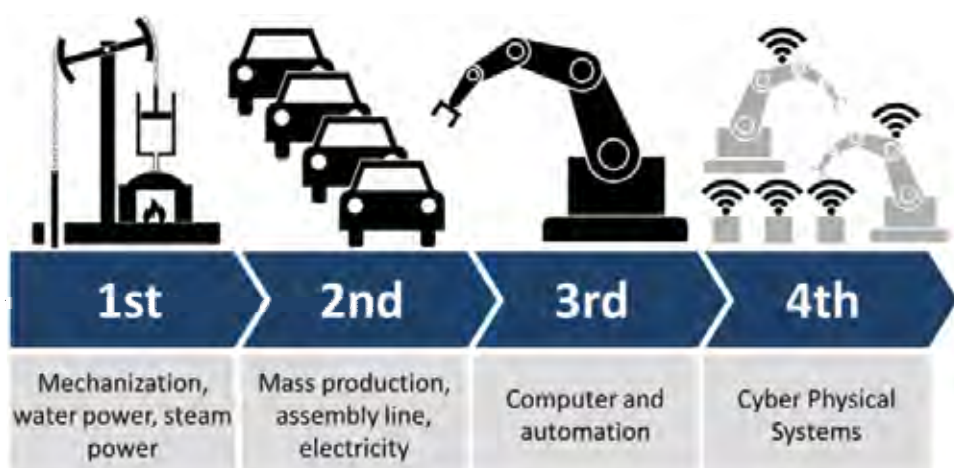 1st
2nd
3rd
4th
Mechanization,
water power, steam
power
Mass production,
assembly line,
electricity
Computer and
automation
Cyber Physical
Systems